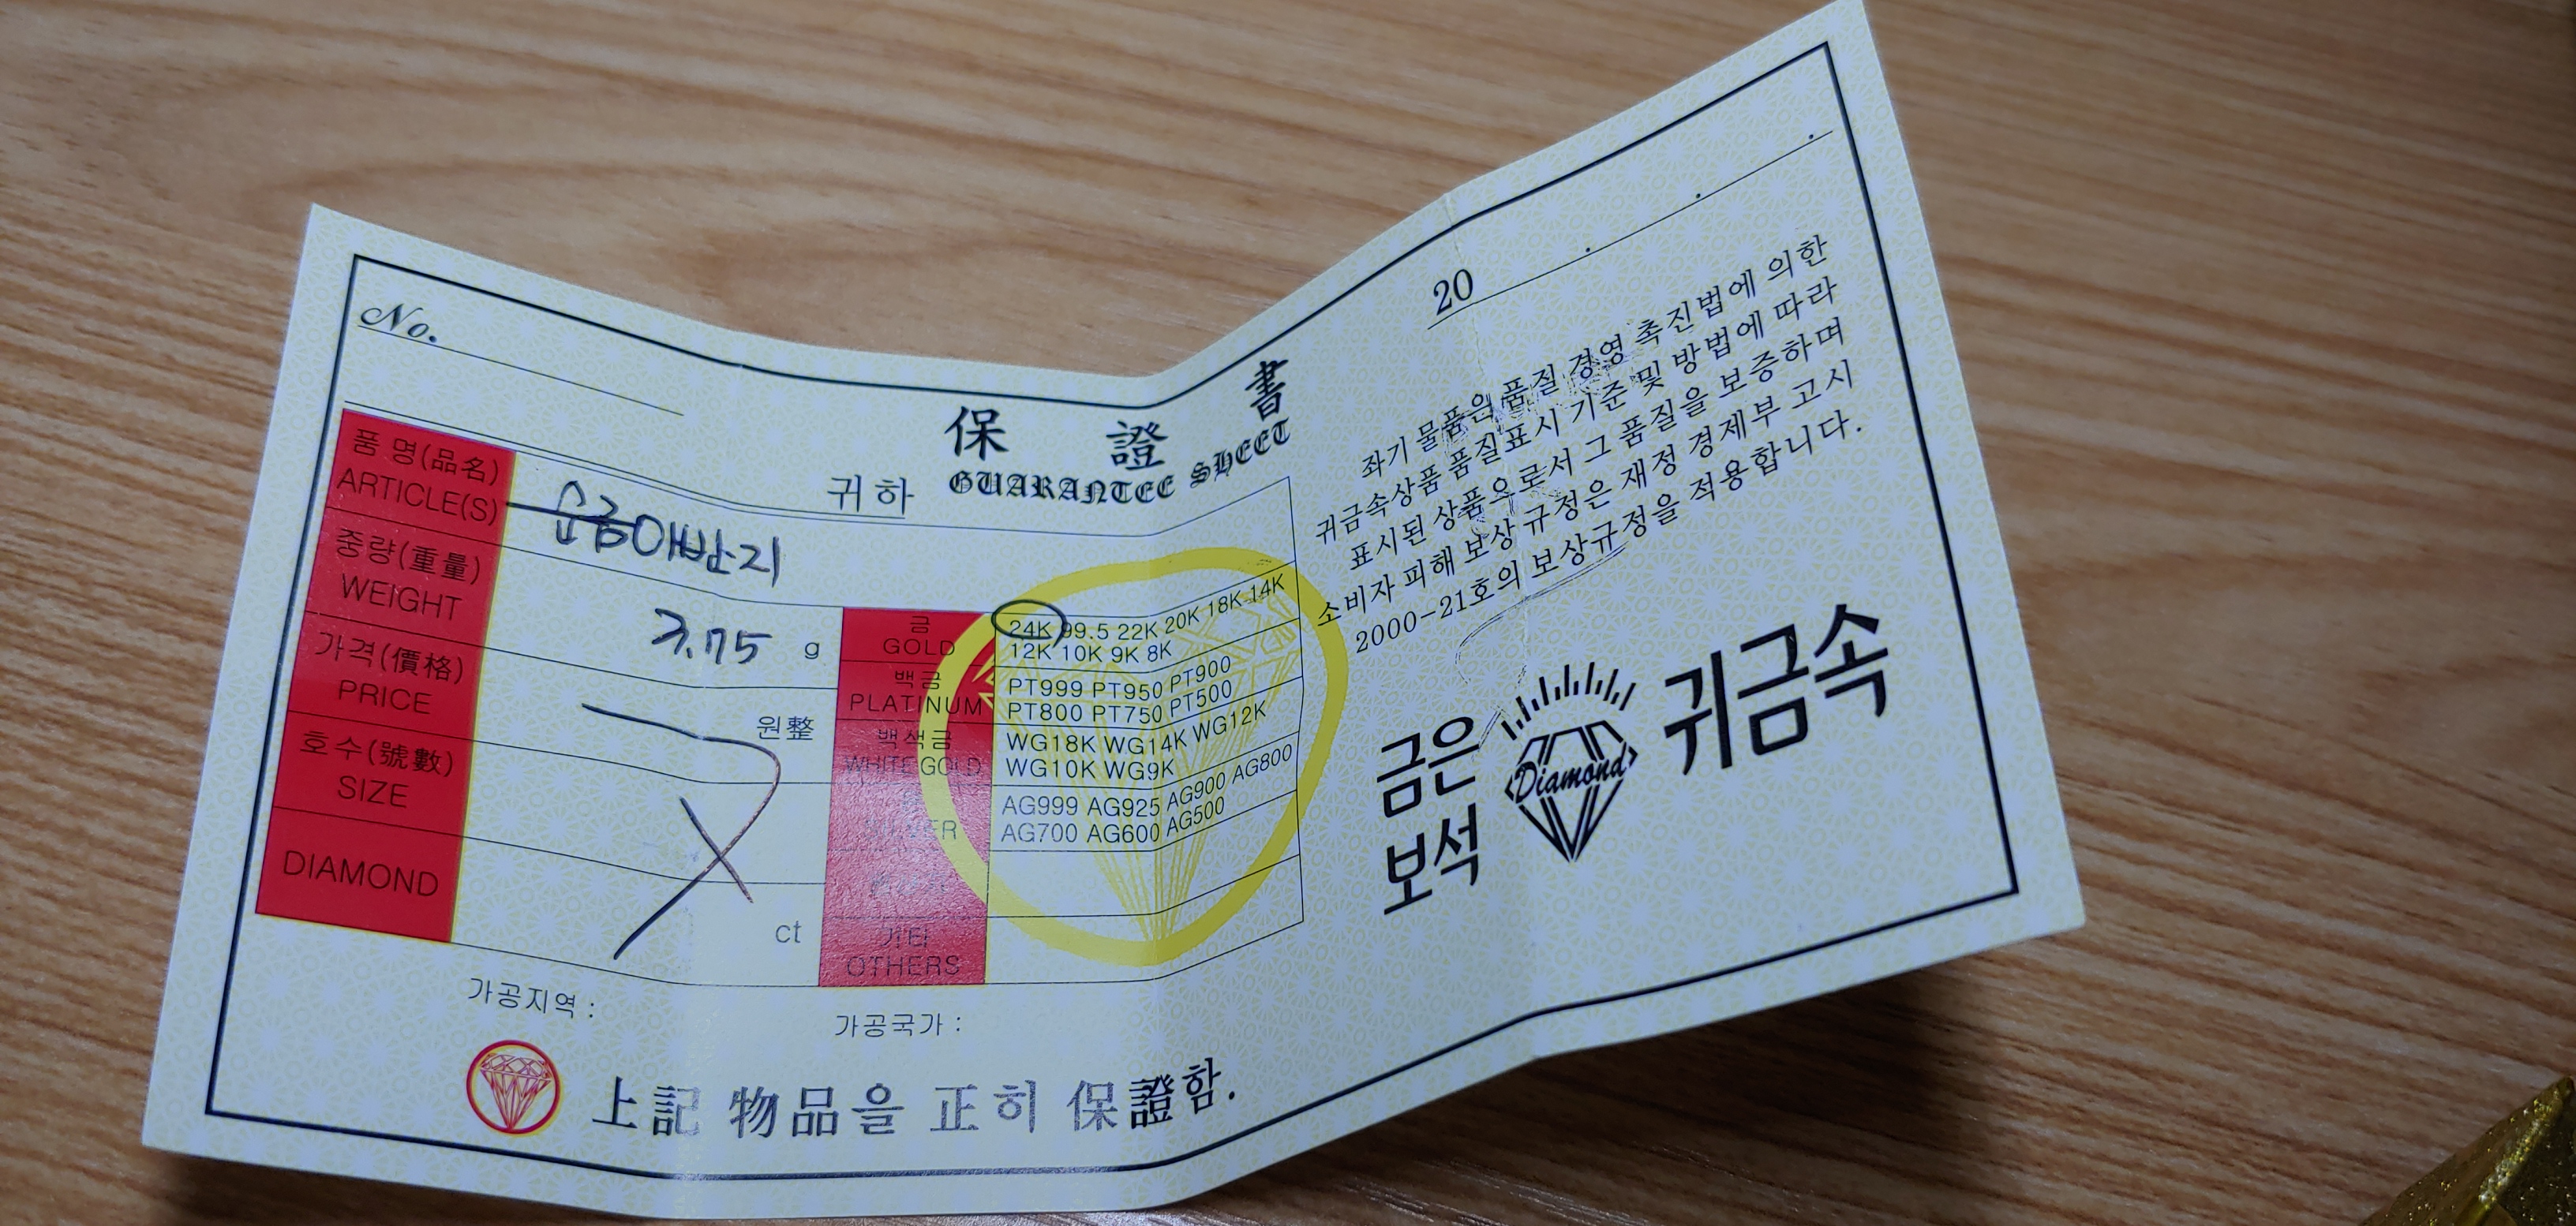 No.
20 . . .
保 證 書
GUARANTEE SHEET
귀하
품 명(品名)
ARTICLE(S)
순금애반지
중량(重量)
WEIGHT
3.75 g
가격(價格)
PRICE
원整
호 수(號數)
SIZE
DIAMOND
ct
금
GOLD
24K 99.5 22K 20K 18K 14K
12K 10K 9K 8K
백금
PLATINUM
PT999 PT950 PT900
PT800 PT750 PT500
백색금
WHITE GOLD
WG18K WG14K WG12K
WG10K WG9K
SILVER
AG999 AG925 AG900 AG800
AG700 AG600 AG500
기타
OTHERS
가공지역 :
가공국가 :
上記 物品을 正히 保證함.
좌기 물품은 품질 경영 촉진법에 의한
귀금속상품 품질표시 기준 및 방법에 따라
표시된 상품으로서 그 품질을 보증하며
소비자 피해 보상 규정은 재정 경제부 고시
2000-21호의 보상규정을 적용합니다.
금은
보석
Diamond
귀금속